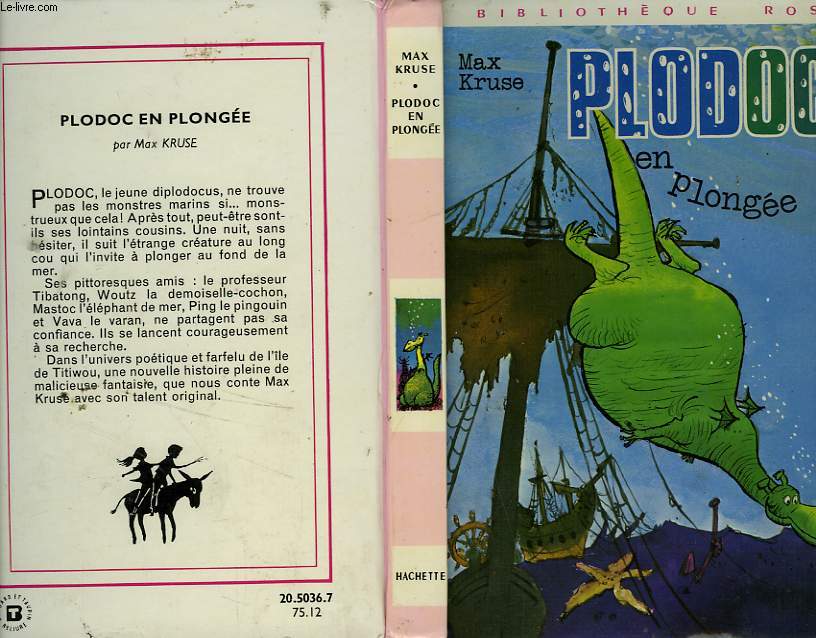 Le-livre.com
PLODOC EN PLONGÉE
par Max KRUSE
PLODOC, le jeune diplodocus, ne trouve
pas les monstres marins si... mons-
trueux que cela! Après tout, peut-être sont-
ils ses lointains cousins. Une nuit, sans
hésiter, il suit l'étrange créature au long
cou qui l'invite à plonger au fond de la
mer.
Ses pittoresques amis : le professeur
Tibatong, Woutz la demoiselle-cochon,
Mastoc l'éléphant de mer, Ping le pingouin
et Vava le varan, ne partagent pas sa
confiance. Ils se lancent courageusement
à sa recherche.
Dans l'univers poétique et farfelu de l'île
de Titiwou, une nouvelle histoire pleine de
malicieuse fantaisie, que nous conte Max
Kruse avec son talent original.
ET TAUPIN
RELIURE
20.5036.7
75.12
MAX
KRUSE
•
PLODOC
EN
PLONGÉE
HACHETTE
BIBLIOTHÈQUE ROS
Max
Kruse
PLODOC
en
plongée